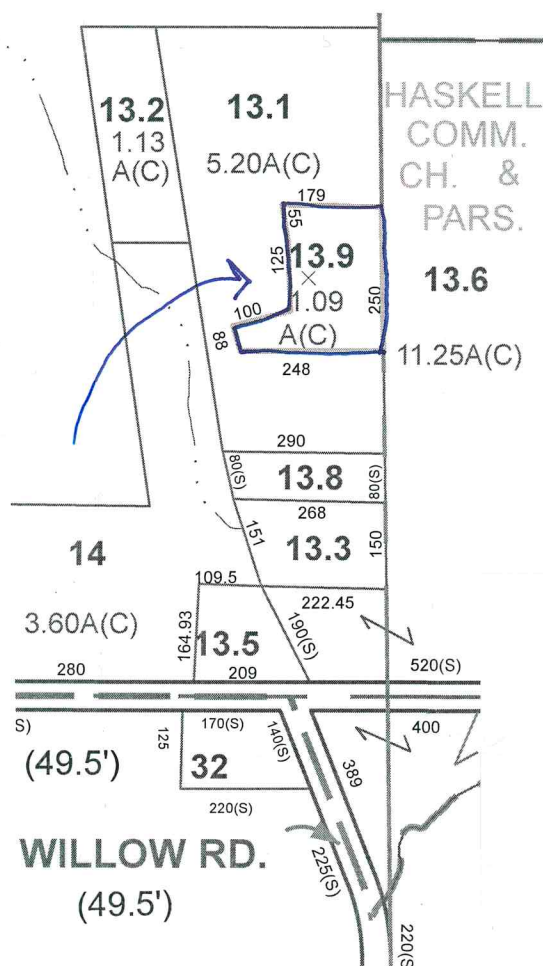 HASKELL
COMM.
CH. &
PARS.
13.2
1.13
A(C)
13.1
5.20A(C)
179
55
125
13.9
1.09
A(C)
250
100
88
248
13.6
11.25A(C)
290
80(S)
13.8
80(S)
268
151
13.3
150
14
3.60A(C)
109.5
222.45
164.93
13.5
190(S)
280
209
520(S)
S)
170(S)
140(S)
400
(49.5')
125
32
389
220(S)
WILLOW RD.
225(S)
(49.5')
220(S